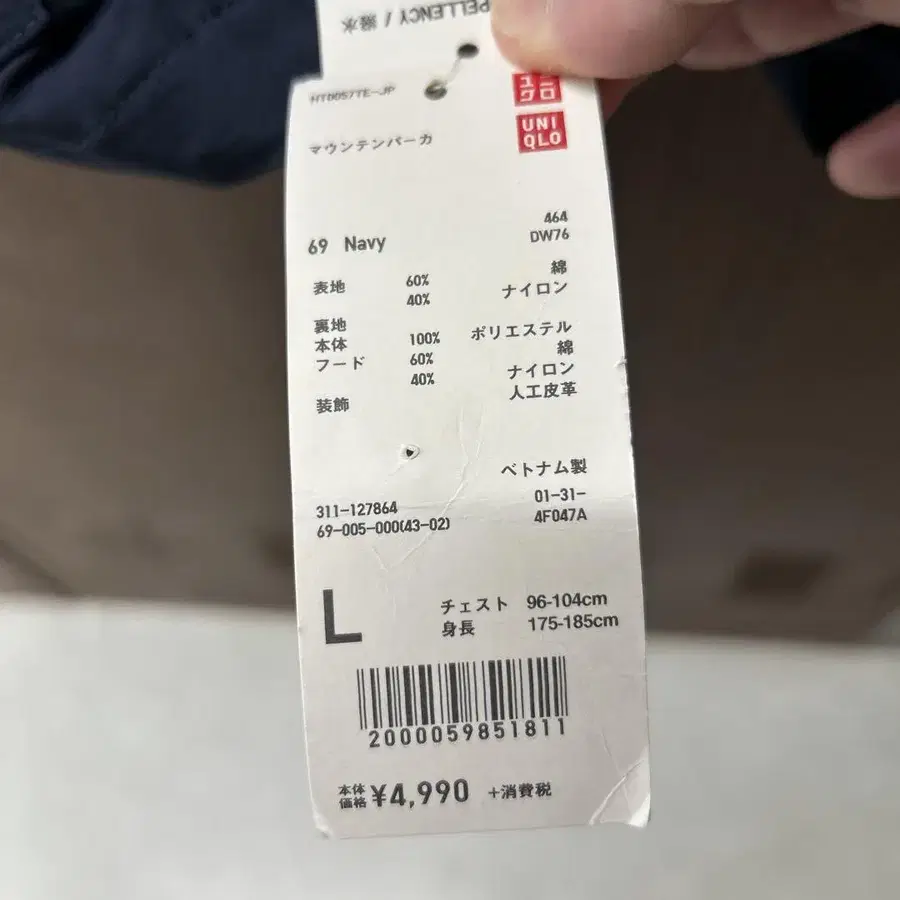 PELLENCY / 撥水
HT0057TE-JP
ユニ
クロ
マウンテンパーカ
UNI
QLO
464
69 Navy DW76
表地 60% 綿
40% ナイロン
裏地
本体 100% ポリエステル
フード 60% 綿
40% ナイロン
装飾 人工皮革
ベトナム製
311-127864 01-31-
69-005-000(43-02) 4F047A
L チェスト 96-104cm
身長 175-185cm
2000059851811
本体
価格 ¥4,990 +消費税